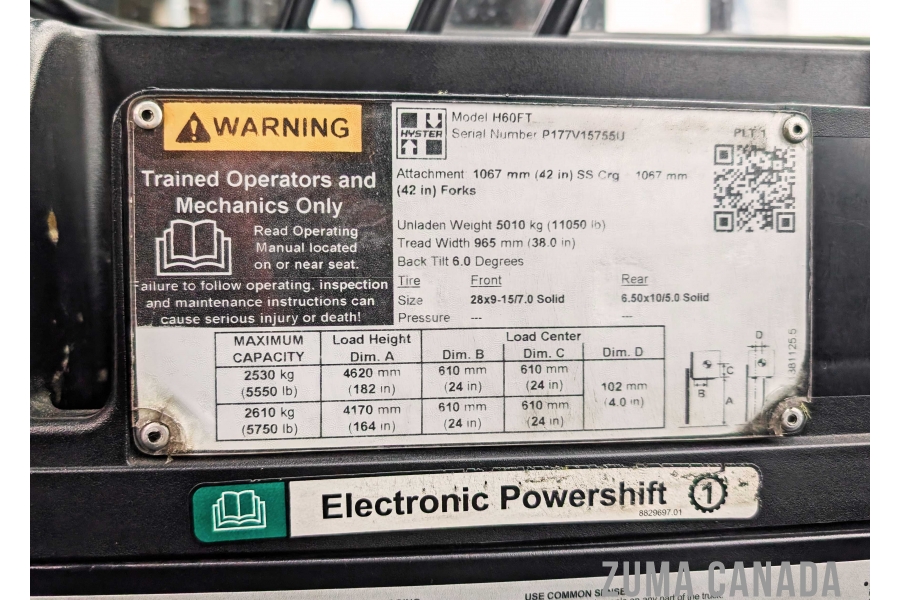 WARNING
Trained Operators and
Mechanics Only
Read Operating
Manual located
on or near seat.
Failure to follow operating, inspection
and maintenance instructions can
cause serious injury or death!
HYSTER
Model H60FT
Serial Number P177V15755U
PLT 1
Attachment 1067 mm (42 in) SS Crg 1067 mm
(42 in) Forks
Unladen Weight 5010 kg (11050 lb)
Tread Width 965 mm (38.0 in)
Back Tilt 6.0 Degrees
Tire Front Rear
Size 28x9-15/7.0 Solid 6.50x10/5.0 Solid
Pressure --- ---
MAXIMUM CAPACITY Load Height Dim. A Load Center Dim. B Dim. C Dim. D
2530 kg 4620 mm 610 mm 610 mm 102 mm
(5550 lb) (182 in) (24 in) (24 in) (4.0 in)
2610 kg 4170 mm 610 mm 610 mm
(5750 lb) (164 in) (24 in) (24 in)
B C A D
Electronic Powershift 1
8829697.01
USE COMMON SENSE
on any part of the truck
ZUMA CANADA